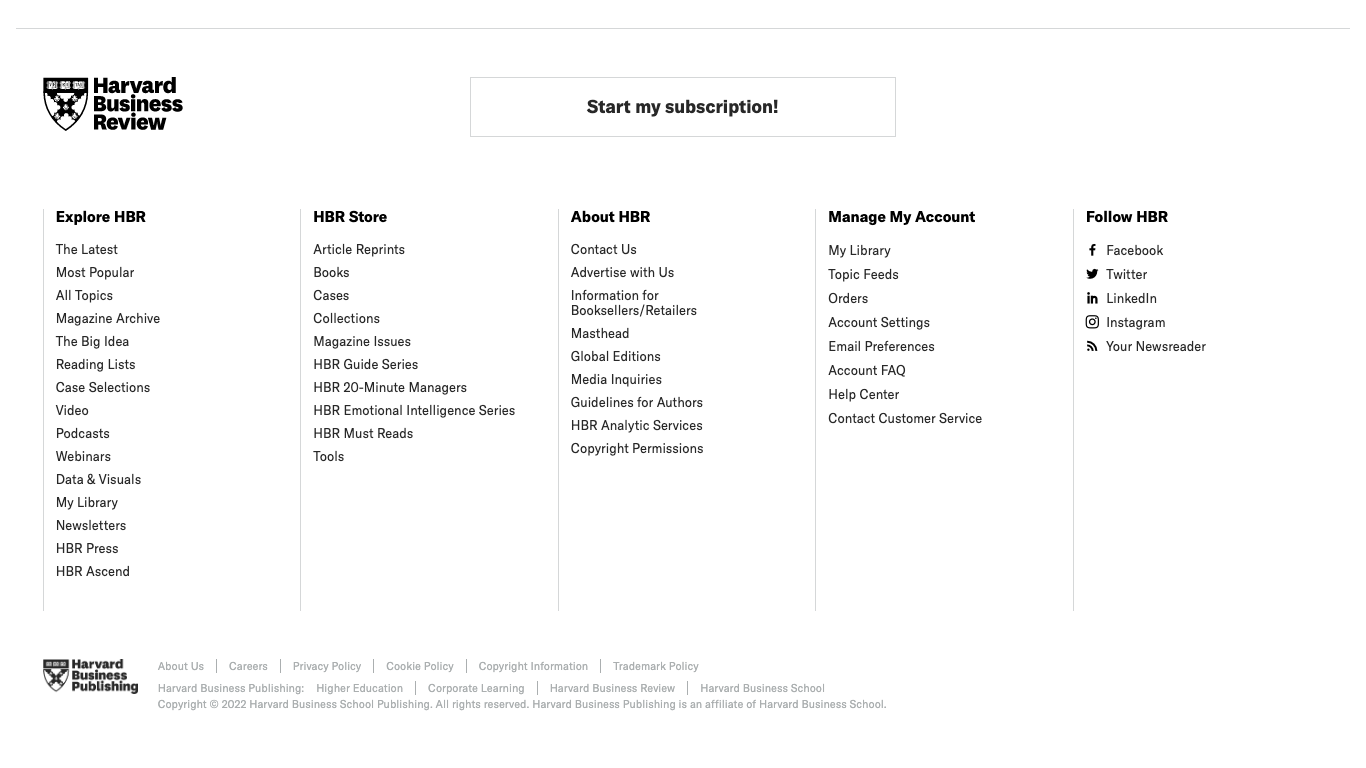 Harvard
Business
Review
Start my subscription!
Explore HBR
The Latest
Most Popular
All Topics
Magazine Archive
The Big Idea
Reading Lists
Case Selections
Video
Podcasts
Webinars
Data & Visuals
My Library
Newsletters
HBR Press
HBR Ascend
HBR Store
Article Reprints
Books
Cases
Collections
Magazine Issues
HBR Guide Series
HBR 20-Minute Managers
HBR Emotional Intelligence Series
HBR Must Reads
Tools
About HBR
Contact Us
Advertise with Us
Information for
Booksellers/Retailers
Masthead
Global Editions
Media Inquiries
Guidelines for Authors
HBR Analytic Services
Copyright Permissions
Manage My Account
My Library
Topic Feeds
Orders
Account Settings
Email Preferences
Account FAQ
Help Center
Contact Customer Service
Follow HBR
Facebook
Twitter
LinkedIn
Instagram
Your Newsreader
Harvard
Business
Publishing
About Us Careers Privacy Policy Cookie Policy Copyright Information Trademark Policy
Harvard Business Publishing: Higher Education Corporate Learning Harvard Business Review Harvard Business School
Copyright © 2022 Harvard Business School Publishing. All rights reserved. Harvard Business Publishing is an affiliate of Harvard Business School.